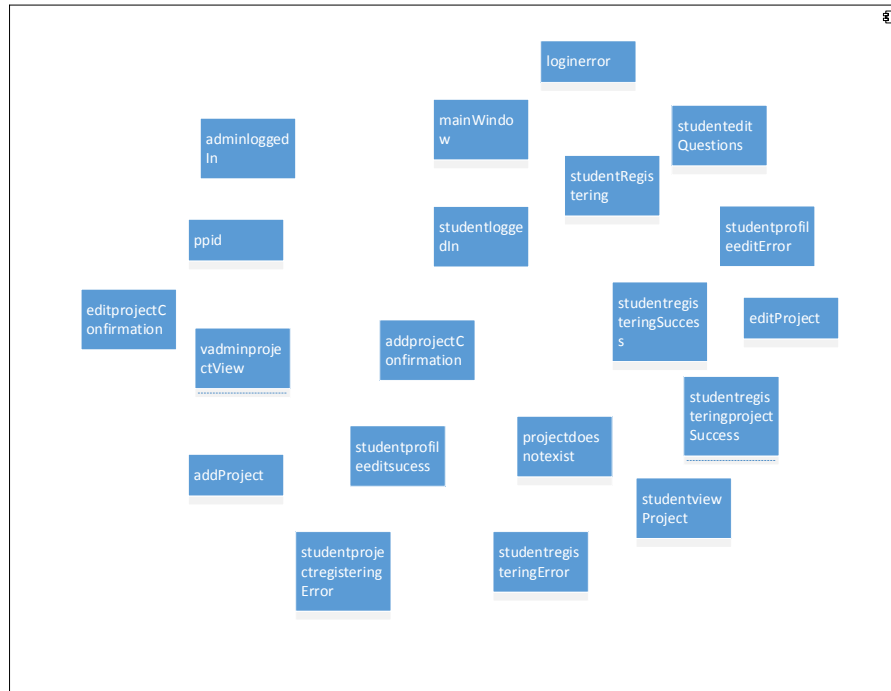 loginerror
mainWindo
w
studentedit
Questions
adminlogged
In
studentRegis
tering
ppid
studentlogge
dIn
studentprofil
eeditError
editprojectC
onfirmation
studentregis
teringSucces
s
editProject
vadminproje
ctView
addprojectC
onfirmation
studentregis
teringproject
Success
studentprofil
eeditsucess
projectdoes
notexist
addProject
studentview
Project
studentproje
ctregistering
Error
studentregis
teringError